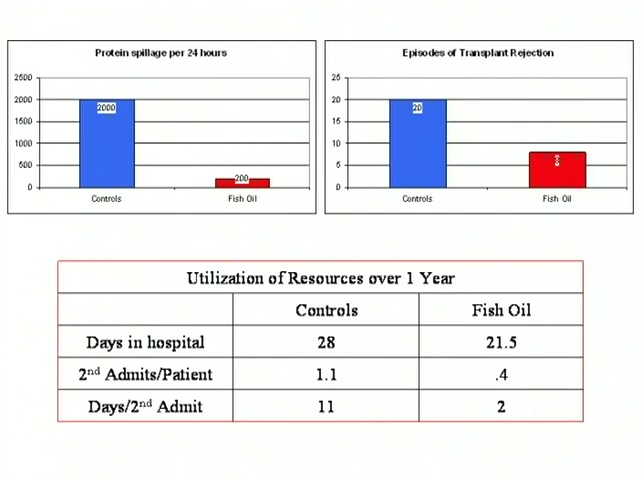 Protein spillage per 24 hours
2500
2000
1500
1000
500
0
2000
200
Controls Fish Oil
Episodes of Transplant Rejection
25
20
15
10
5
0
20
8
Controls Fish Oil
Utilization of Resources over 1 Year
Controls Fish Oil
Days in hospital 28 21.5
2nd Admits/Patient 1.1 .4
Days/2nd Admit 11 2